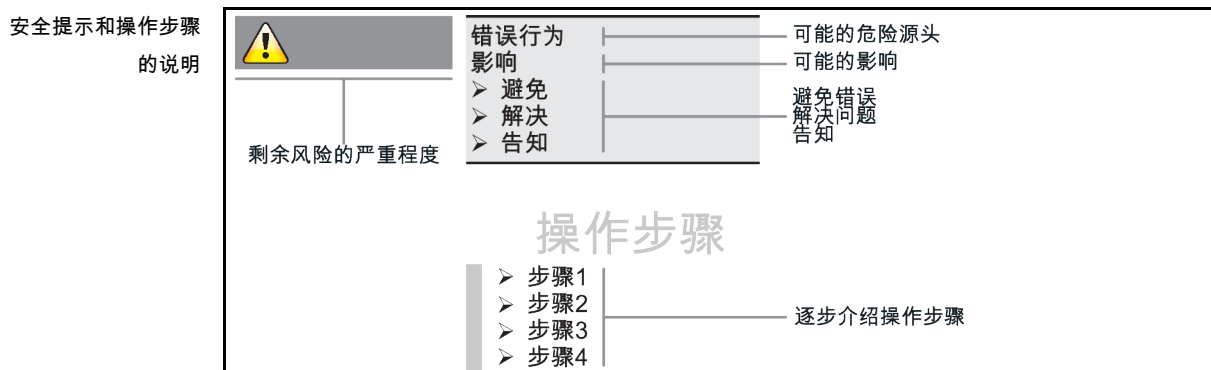 安全提示和操作步骤
的说明
错误行为
影响
➢ 避免
➢ 解决
➢ 告知
可能的危险源头
可能的影响
避免错误
解决问题
告知
剩余风险的严重程度
操作步骤
➢ 步骤1
➢ 步骤2
➢ 步骤3
➢ 步骤4
逐步介绍操作步骤